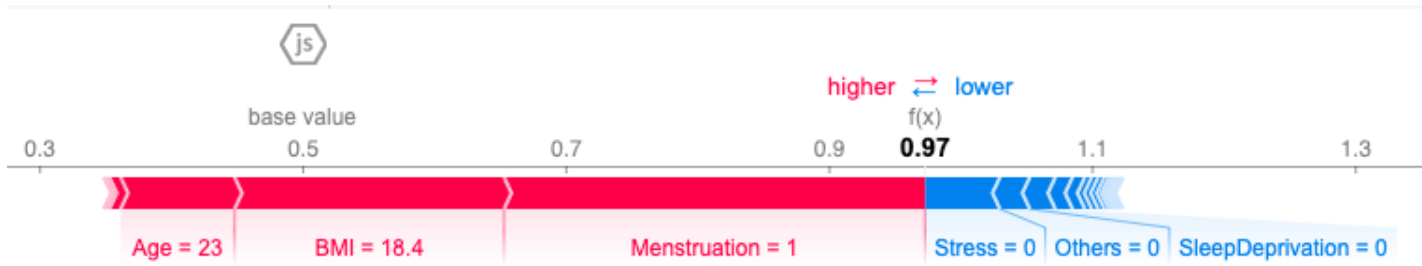 js
higher ⇄ lower
base value f(x)
0.3 0.5 0.7 0.9 0.97 1.1 1.3
Age = 23 BMI = 18.4 Menstruation = 1 Stress = 0 Others = 0 SleepDeprivation = 0